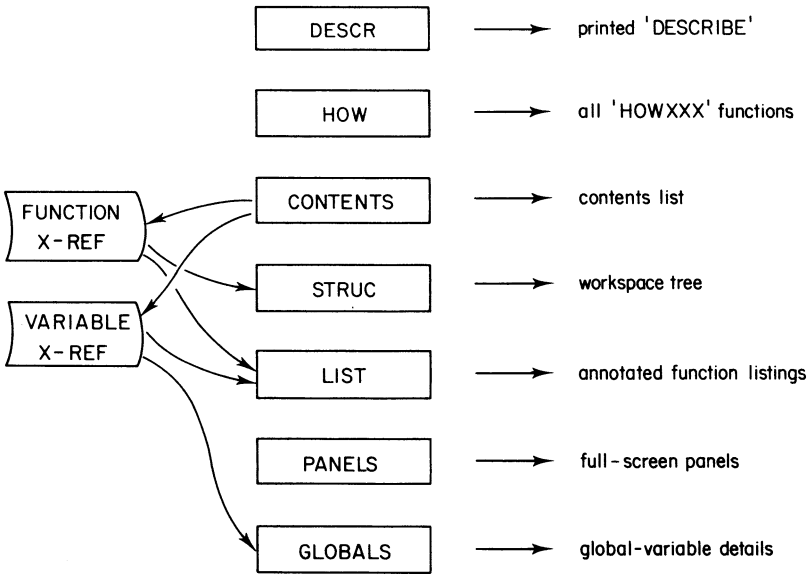 DESCR
printed 'DESCRIBE'
HOW
all 'HOWXXX' functions
FUNCTION
X-REF
CONTENTS
contents list
STRUC
workspace tree
VARIABLE
X-REF
LIST
annotated function listings
PANELS
full-screen panels
GLOBALS
global-variable details